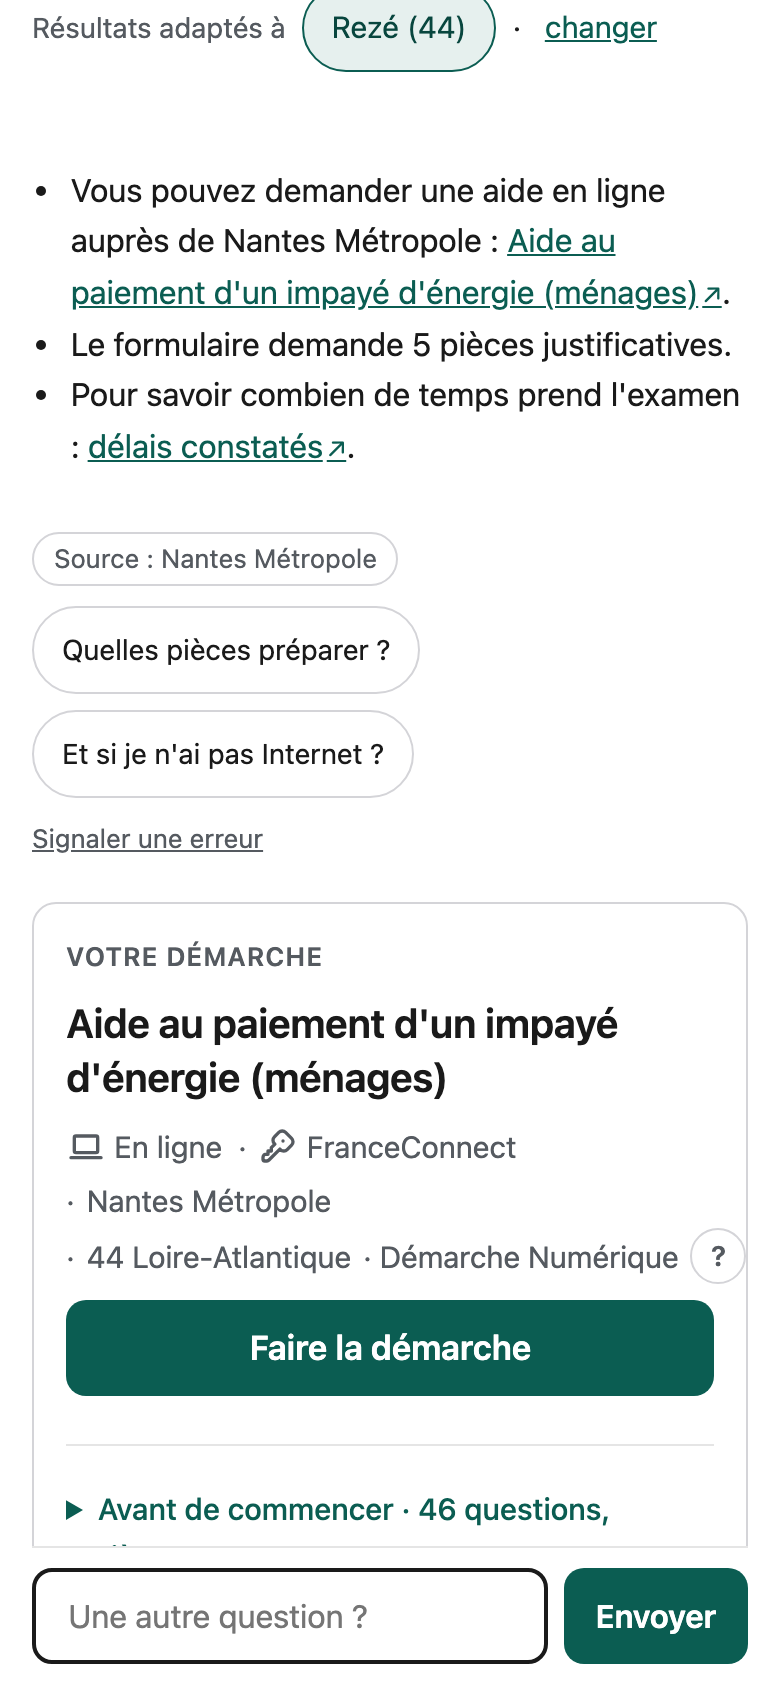 Résultats adaptés à Rezé (44) · changer
• Vous pouvez demander une aide en ligne
auprès de Nantes Métropole : Aide au
paiement d'un impayé d'énergie (ménages)↗.
• Le formulaire demande 5 pièces justificatives.
• Pour savoir combien de temps prend l'examen
: délais constatés↗.
Source : Nantes Métropole
Quelles pièces préparer ?
Et si je n'ai pas Internet ?
Signaler une erreur
VOTRE DÉMARCHE
Aide au paiement d'un impayé
d'énergie (ménages)
En ligne · FranceConnect
· Nantes Métropole
· 44 Loire-Atlantique · Démarche Numérique ?
Faire la démarche
▶ Avant de commencer · 46 questions,
Une autre question ?
Envoyer